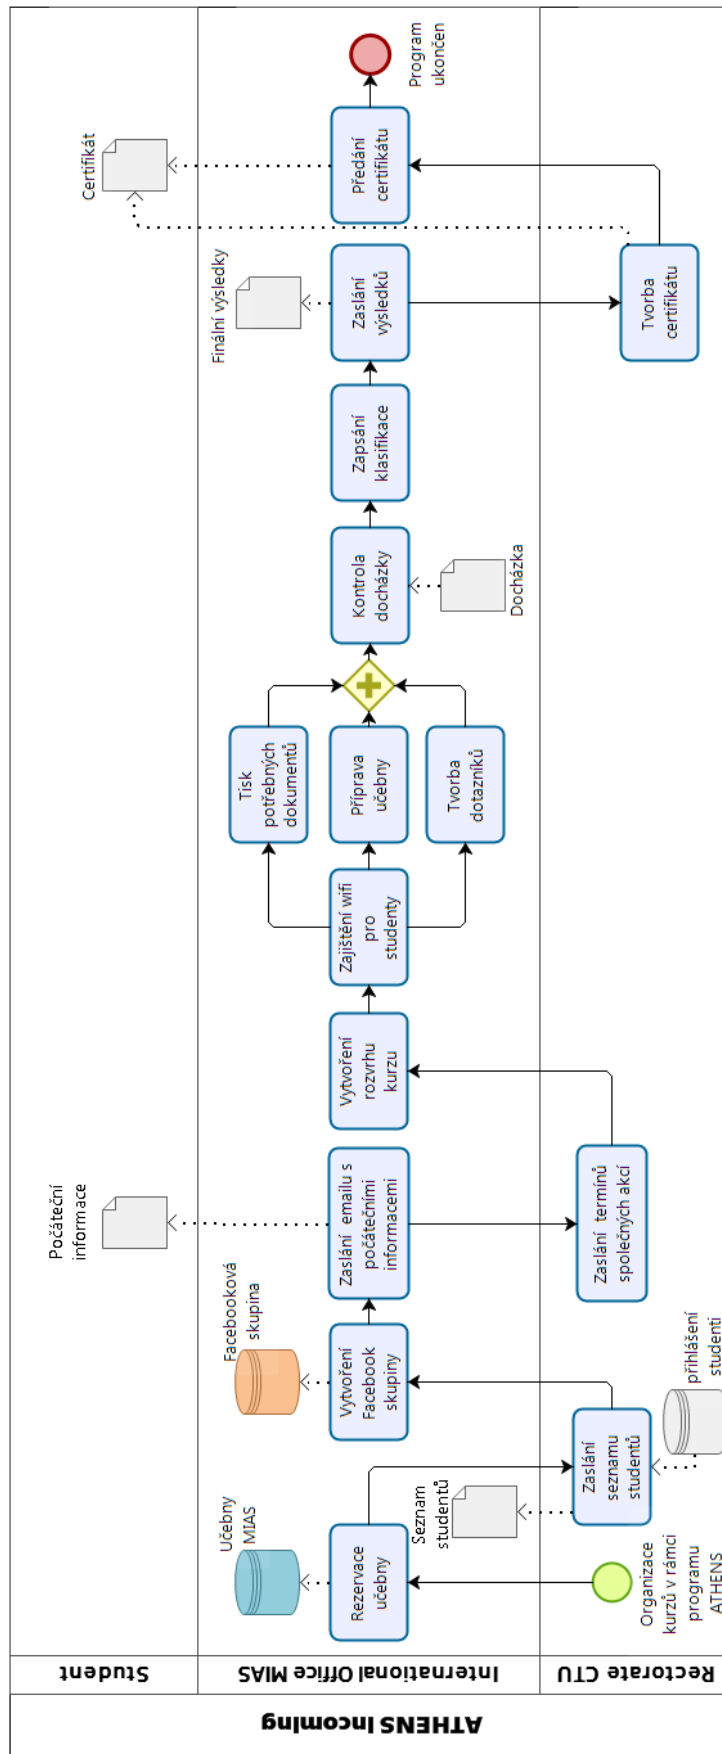 ATHENS Incoming
Student
International Office MIAS
Rectorate CTU
Organizace
kurzů v rámci
programu
ATHENS
Rezervace
učebny
Učebny
MIAS
Zaslání
seznamu
studentů
Seznam
studentů
přihlášení
studenti
Vytvoření
Facebook
skupiny
Facebooková
skupina
Zaslání emailu s
počátečními
informacemi
Počáteční
informace
Zaslání termínů
společných akcí
Vytvoření
rozvrhu
kurzu
Zajištění wifi
pro
studenty
Tisk
potřebných
dokumentů
Příprava
učebny
Tvorba
dotazníků
Kontrola
docházky
Docházka
Zapsání
klasifikace
Zaslání
výsledků
Finální výsledky
Tvorba
certifikátu
Předání
certifikátu
Certifikát
Program
ukončen